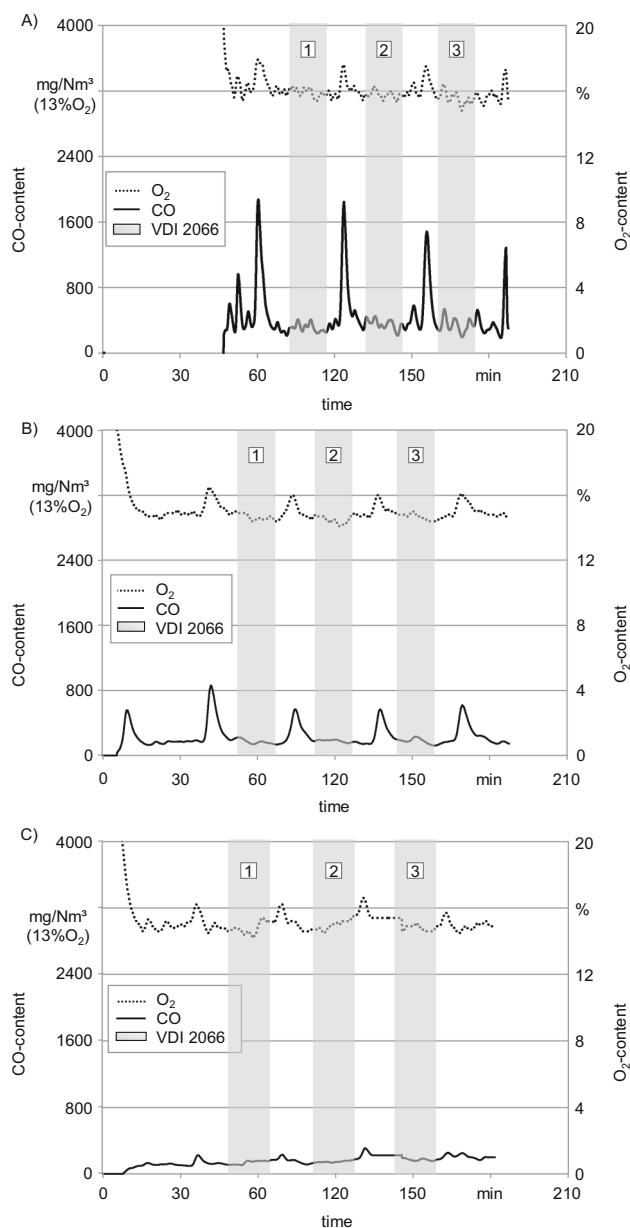 A)
4000
20
1
2
3
mg/Nm³
(13%O₂)
%
CO-content
2400
12
O₂-content
O₂
CO
VDI 2066
1600
8
800
4
0
0
0
30
60
120
150
min
210
time
B)
4000
20
1
2
3
mg/Nm³
(13%O₂)
%
CO-content
2400
12
O₂-content
O₂
CO
VDI 2066
1600
8
800
4
0
0
0
30
60
120
150
min
210
time
C)
4000
20
1
2
3
mg/Nm³
(13%O₂)
%
CO-content
2400
12
O₂-content
O₂
CO
VDI 2066
1600
8
800
4
0
0
0
30
60
120
150
min
210
time